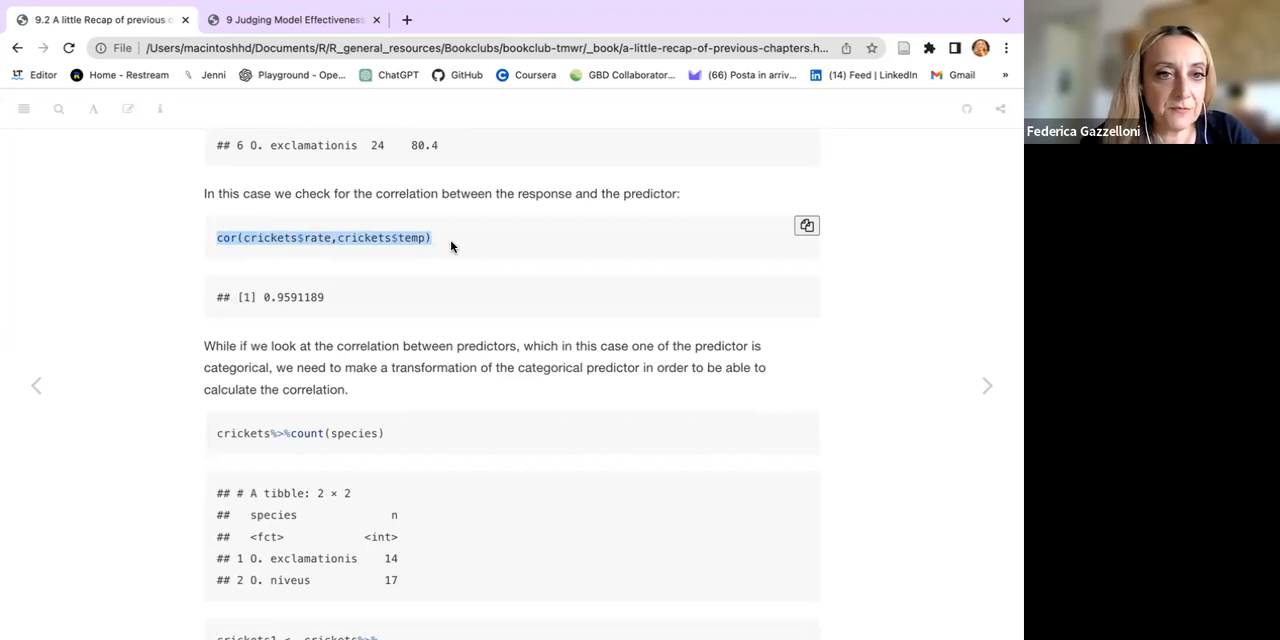 9.2 A little Recap of previous c
9 Judging Model Effectiveness
File
/Users/macintoshhd/Documents/R/R_general_resources/Bookclubs/bookclub-tmwr/_book/a-little-recap-of-previous-chapters.h...
Editor
Home - Restream
Jenni
Playground - Ope...
ChatGPT
GitHub
Coursera
GBD Collaborator...
(66) Posta in arriv...
(14) Feed | LinkedIn
Gmail
»
Federica Gazzelloni
## 6 O. exclamationis 24 80.4
In this case we check for the correlation between the response and the predictor:
cor(crickets$rate,crickets$temp)
## [1] 0.9591189
While if we look at the correlation between predictors, which in this case one of the predictor is
categorical, we need to make a transformation of the categorical predictor in order to be able to
calculate the correlation.
crickets%>%count(species)
## # A tibble: 2 × 2
## species n
## <fct> <int>
## 1 O. exclamationis 14
## 2 O. niveus 17